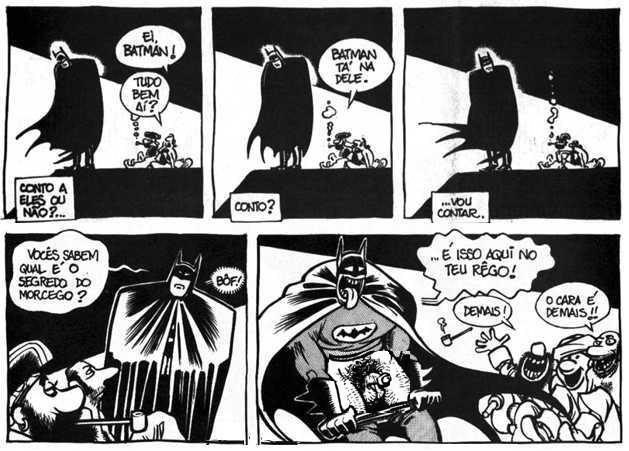 EI,
BATMAN!
TUDO
BEM
AÍ?
CONTO A
ELES OU
NÃO?...
BATMAN
TÁ NA
DELE.
CONTO?
...VOU
CONTAR.
VOCÊS SABEM
QUAL É O
SEGREDO DO
MORCEGO?
BÔF!
...É ISSO AQUI NO
TEU RÊGO!
DEMAIS!
O CARA É
DEMAIS!!